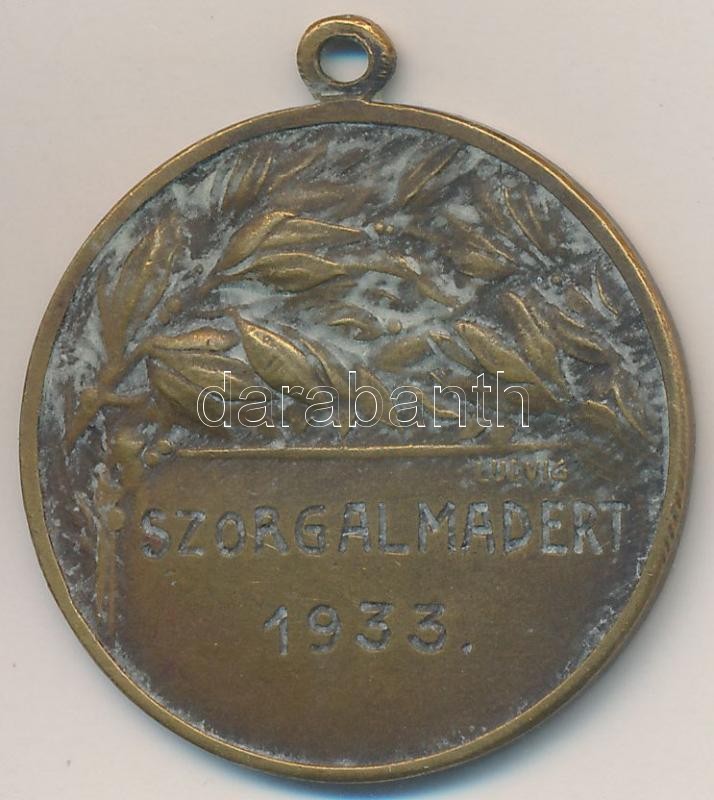 darabanth
LUDVIG
SZORGALMADERT
1933.